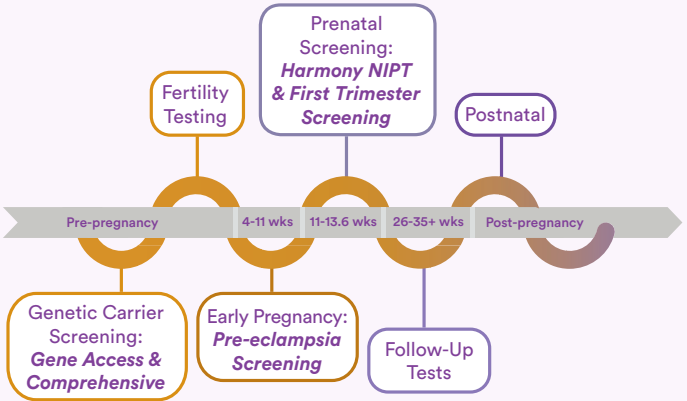 Prenatal
Screening:
Harmony NIPT
& First Trimester
Screening
Fertility
Testing
Postnatal
Pre-pregnancy
4-11 wks
11-13.6 wks
26-35+ wks
Post-pregnancy
Genetic Carrier
Screening:
Gene Access &
Comprehensive
Early Pregnancy:
Pre-eclampsia
Screening
Follow-Up
Tests